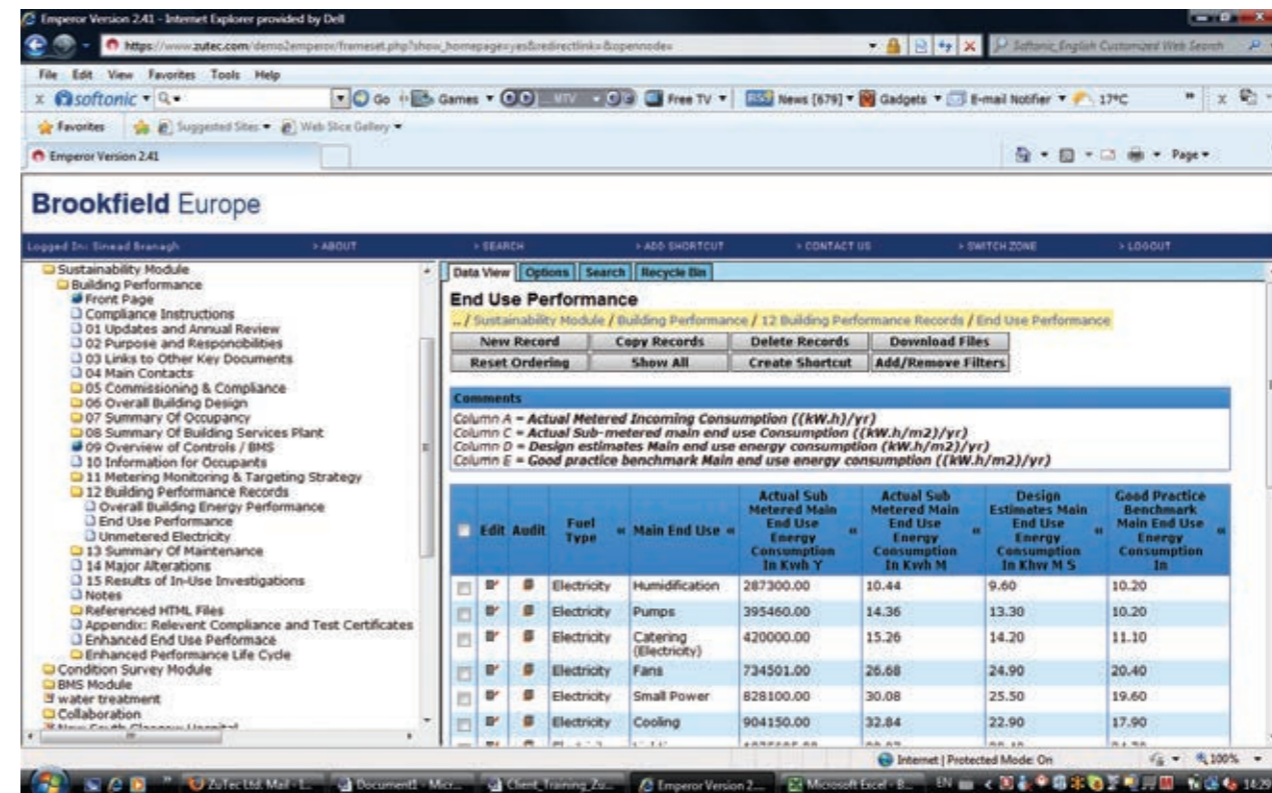 Emperor Version 2.41 - Internet Explorer provided by Dell
https://www.zutec.com/demo2emperor/frameset.php?show_homepage=yes&redirectlink=&opennode=
Softonic_English Customized Web Search
File Edit View Favorites Tools Help
x softonic Go Games MTV Free TV RSS News [679] Gadgets E-mail Notifier 17°C x
Favorites Suggested Sites Web Slice Gallery
Emperor Version 2.41 Page
Brookfield Europe
Logged In: Sinead Branagh > ABOUT > SEARCH > ADD SHORTCUT > CONTACT US > SWITCH ZONE > LOGOUT
Sustainability Module
Building Performance
Front Page
Compliance Instructions
01 Updates and Annual Review
02 Purpose and Responcbilities
03 Links to Other Key Documents
04 Main Contacts
05 Commissioning & Compliance
06 Overall Building Design
07 Summary Of Occupancy
08 Summary Of Building Services Plant
09 Overview of Controls / BMS
10 Information for Occupants
11 Metering Monitoring & Targeting Strategy
12 Building Performance Records
Overall Building Energy Performance
End Use Performance
Unmetered Electricity
13 Summary Of Maintenance
14 Major Alterations
15 Results of In-Use Investigations
Notes
Referenced HTML Files
Appendix: Relevent Compliance and Test Certificates
Enhanced End Use Performace
Enhanced Performance Life Cycle
Condition Survey Module
BMS Module
water treatment
Collaboration
Data View Options Search Recycle Bin
End Use Performance
../ Sustainability Module / Building Performance / 12 Building Performance Records / End Use Performance
New Record Copy Records Delete Records Download Files
Reset Ordering Show All Create Shortcut Add/Remove Filters
Comments
Column A = Actual Metered Incoming Consumption ((kW.h)/yr)
Column C = Actual Sub-metered main end use Consumption ((kW.h/m2)/yr)
Column D = Design estimates Main end use energy consumption (kW.h/m2)/yr)
Column E = Good practice benchmark Main end use energy consumption ((kW.h/m2)/yr)
Edit Audit Fuel Type « Main End Use « Actual Sub Metered Main End Use Energy Consumption In Kwh Y « Actual Sub Metered Main End Use Energy Consumption In Kwh M « Design Estimates Main End Use Energy Consumption In Khw M S « Good Practice Benchmark Main End Use Energy Consumption In «
Electricity Humidification 287300.00 10.44 9.60 10.20
Electricity Pumps 395460.00 14.36 13.30 10.20
Electricity Catering (Electricity) 420000.00 15.26 14.20 11.10
Electricity Fans 734501.00 26.68 24.90 20.40
Electricity Small Power 828100.00 30.08 25.50 19.60
Electricity Cooling 904150.00 32.84 22.90 17.90
Internet | Protected Mode: On 100%
ZuTec Ltd. Mail - I... Document1 - Micr... Client_Training_Zu... Emperor Version 2.... Microsoft Excel - B... EN 14:29